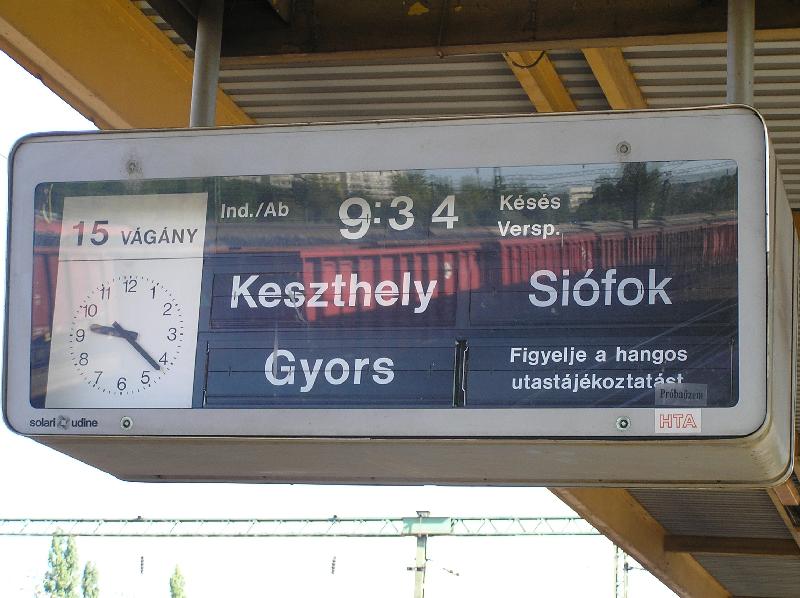 15 VÁGÁNY
Ind./Ab
9:34
Késés
Versp.
12
1
2
3
4
5
6
7
8
9
10
11
Keszthely
Siófok
Gyors
Figyelje a hangos
utastájékoztatást
Próbaüzem
HTA
solari udine